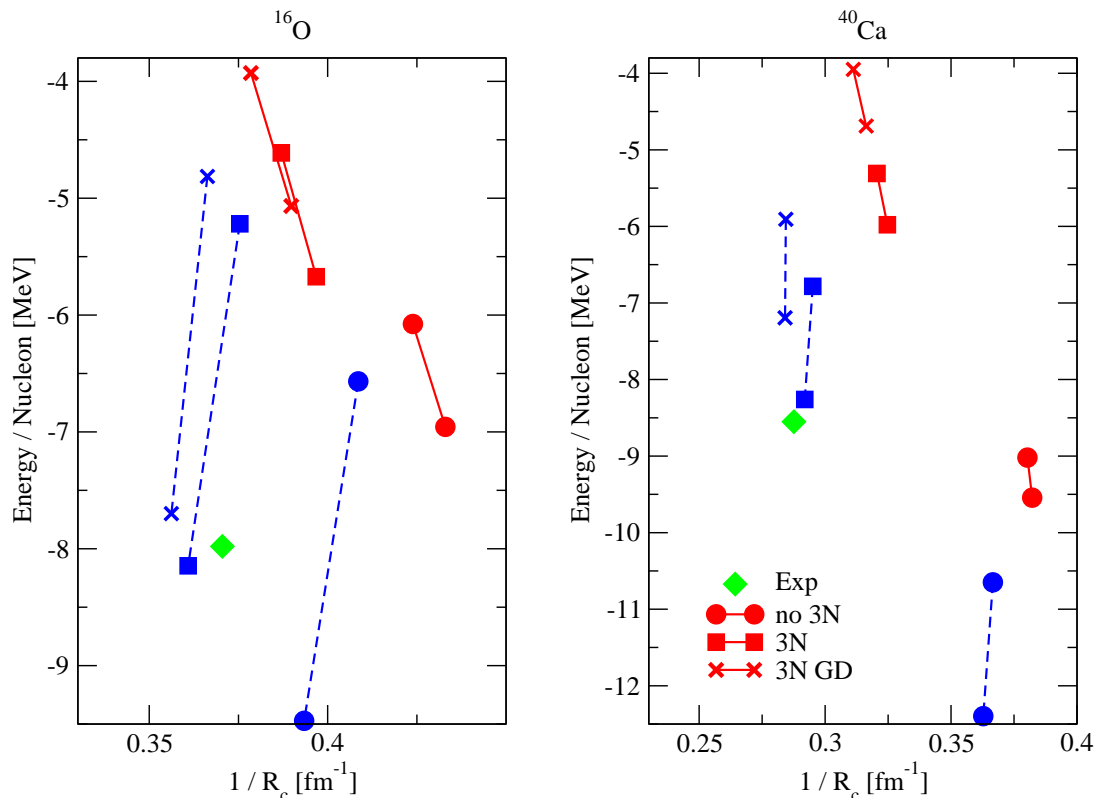 16O
-4
-5
-6
-7
-8
-9
0.35
0.4
Energy / Nucleon [MeV]
1 / Rc [fm-1]
40Ca
-4
-5
-6
-7
-8
-9
-10
-11
-12
0.25
0.3
0.35
0.4
Energy / Nucleon [MeV]
1 / Rc [fm-1]
Exp
no 3N
3N
3N GD